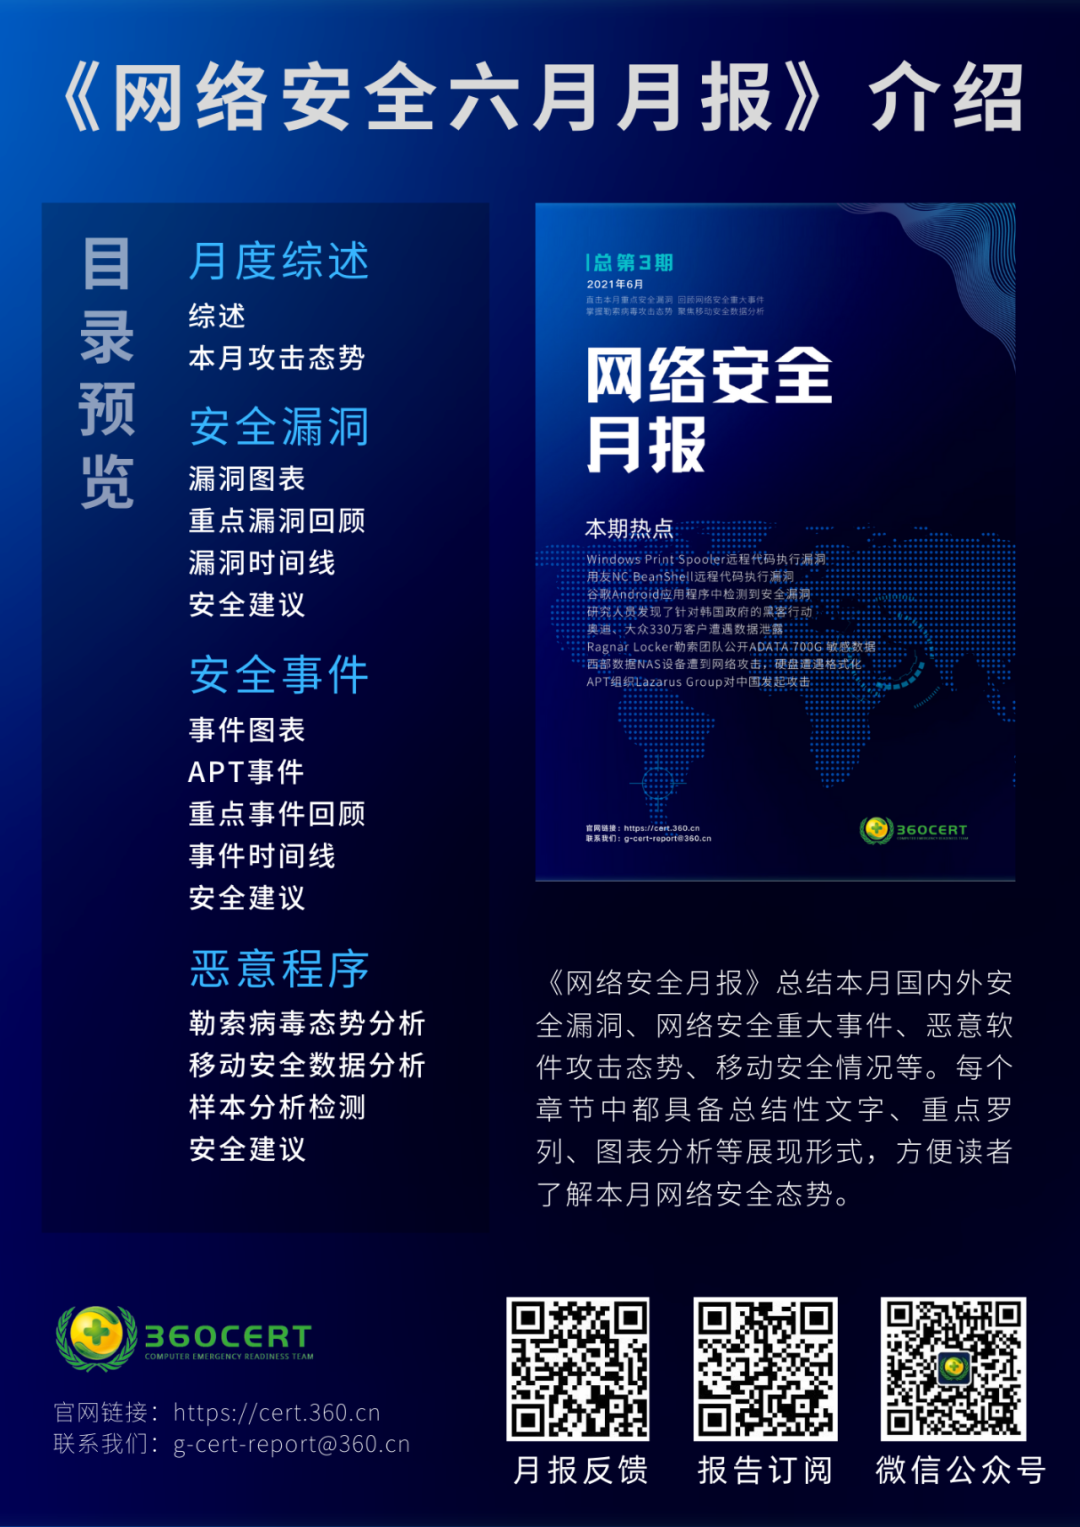 《网络安全六月月报》介绍
目录预览
月度综述
综述
本月攻击态势
安全漏洞
漏洞图表
重点漏洞回顾
漏洞时间线
安全建议
安全事件
事件图表
APT事件
重点事件回顾
事件时间线
安全建议
恶意程序
勒索病毒态势分析
移动安全数据分析
样本分析检测
安全建议
总第3期
2021年6月
直击本月重点安全漏洞 回顾网络安全重大事件
掌握勒索病毒攻击态势 聚焦移动安全数据分析
网络安全
月报
本期热点
Windows Print Spooler远程代码执行漏洞
用友NC BeanShell远程代码执行漏洞
谷歌Android应用程序中检测到安全漏洞
研究人员发现了针对韩国政府的黑客行动
奥迪、大众330万客户遭遇数据泄露
Ragnar Locker勒索团队公开ADATA 700G 敏感数据
西部数据NAS设备遭到网络攻击，硬盘遭遇格式化
APT组织Lazarus Group对中国发起攻击
官网链接：https://cert.360.cn
联系我们：g-cert-report@360.cn
360CERT
COMPUTER EMERGENCY READINESS TEAM
《网络安全月报》总结本月国内外安
全漏洞、网络安全重大事件、恶意软
件攻击态势、移动安全情况等。每个
章节中都具备总结性文字、重点罗
列、图表分析等展现形式，方便读者
了解本月网络安全态势。
360CERT
COMPUTER EMERGENCY READINESS TEAM
官网链接：https://cert.360.cn
联系我们：g-cert-report@360.cn
月报反馈
报告订阅
微信公众号